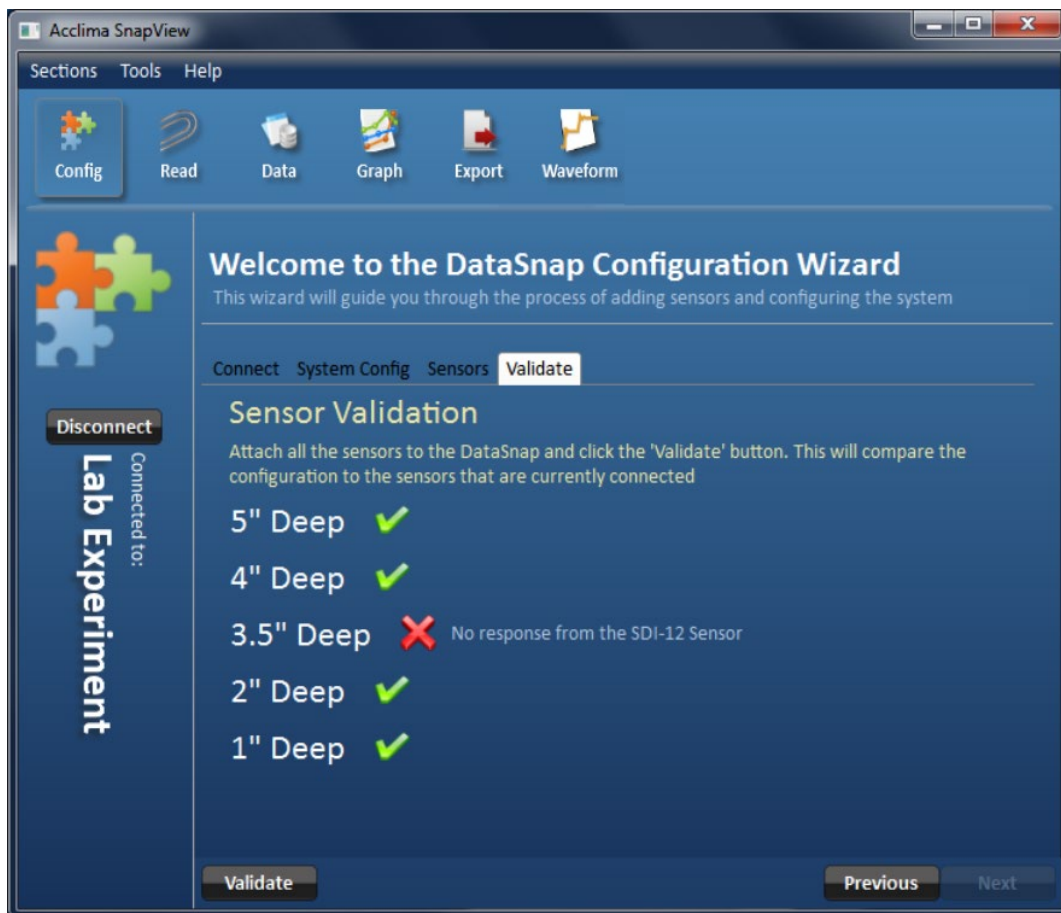 Acclima SnapView
Sections Tools Help
Config Read Data Graph Export Waveform
Disconnect
Connected to:
Lab Experiment
Welcome to the DataSnap Configuration Wizard
This wizard will guide you through the process of adding sensors and configuring the system
Connect System Config Sensors Validate
Sensor Validation
Attach all the sensors to the DataSnap and click the 'Validate' button. This will compare the
configuration to the sensors that are currently connected
5" Deep
4" Deep
3.5" Deep No response from the SDI-12 Sensor
2" Deep
1" Deep
Validate Previous Next